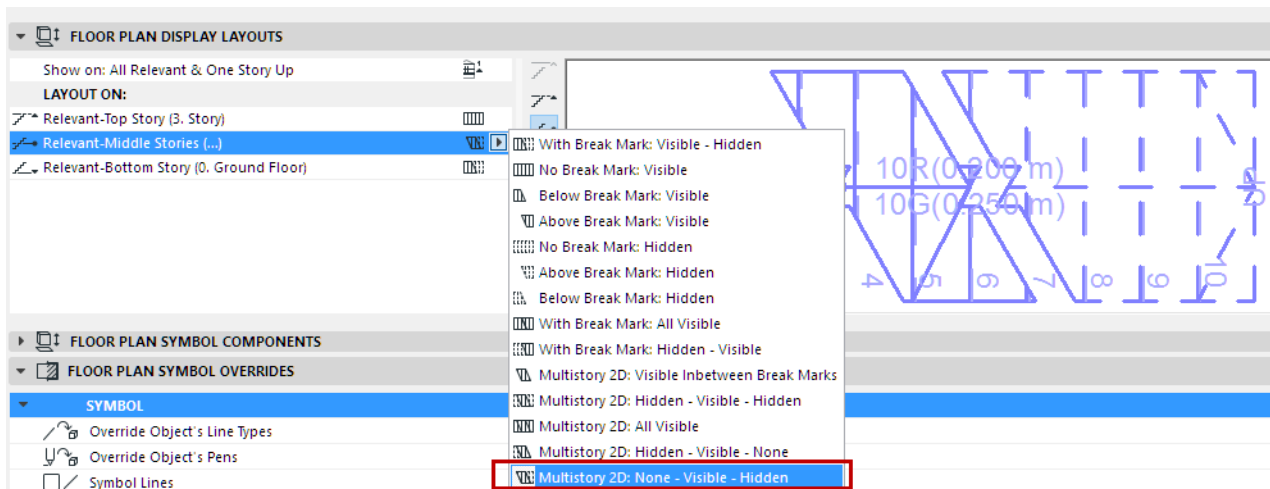 FLOOR PLAN DISPLAY LAYOUTS
Show on: All Relevant & One Story Up
LAYOUT ON:
Relevant-Top Story (3. Story)
Relevant-Middle Stories (...)
Relevant-Bottom Story (0. Ground Floor)
With Break Mark: Visible - Hidden
No Break Mark: Visible
Below Break Mark: Visible
Above Break Mark: Visible
No Break Mark: Hidden
Above Break Mark: Hidden
Below Break Mark: Hidden
With Break Mark: All Visible
With Break Mark: Hidden - Visible
Multistory 2D: Visible Inbetween Break Marks
Multistory 2D: Hidden - Visible - Hidden
Multistory 2D: All Visible
Multistory 2D: Hidden - Visible - None
Multistory 2D: None - Visible - Hidden
10R(0.200 m)
10G(0.250 m)
4 5 6 7 8 9 10
FLOOR PLAN SYMBOL COMPONENTS
FLOOR PLAN SYMBOL OVERRIDES
SYMBOL
Override Object's Line Types
Override Object's Pens
Symbol Lines